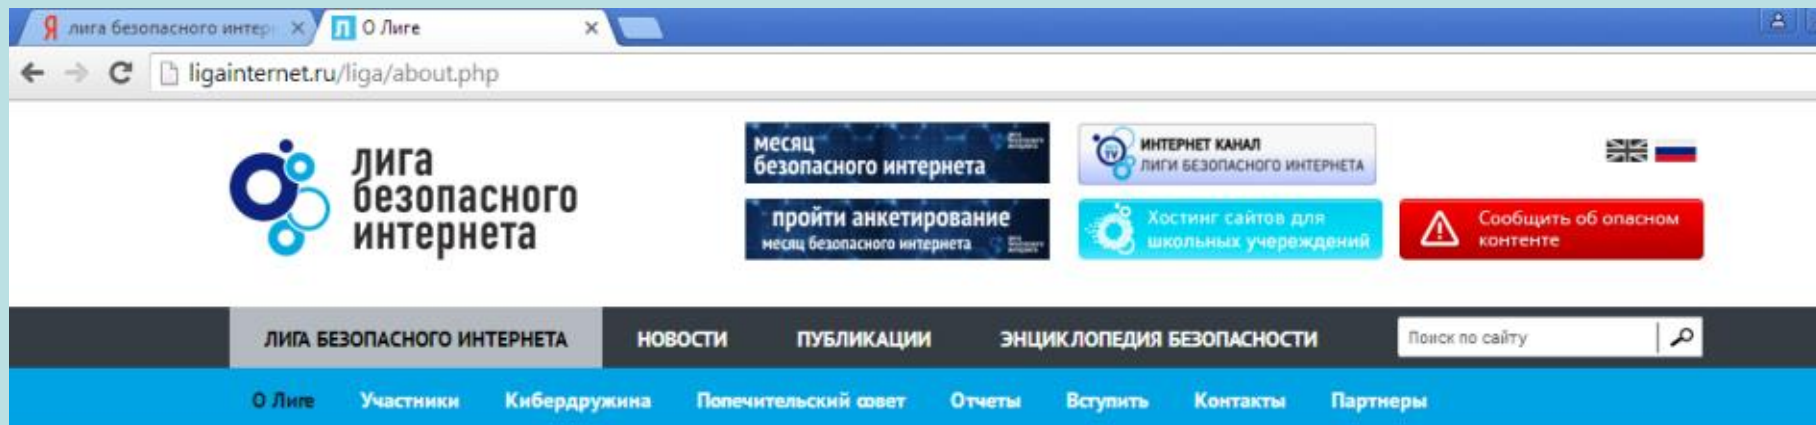 Я лига безопасного интер
О Лиге
ligainternet.ru/liga/about.php
лига
безопасного
интернета
месяц
безопасного интернета
ИНТЕРНЕТ КАНАЛ
ЛИГИ БЕЗОПАСНОГО ИНТЕРНЕТА
пройти анкетирование
месяц безопасного интернета
Хостинг сайтов для
школьных учереждений
Сообщить об опасном
контенте
ЛИГА БЕЗОПАСНОГО ИНТЕРНЕТА НОВОСТИ ПУБЛИКАЦИИ ЭНЦИКЛОПЕДИЯ БЕЗОПАСНОСТИ Поиск по сайту
О Лиге Участники Кибердружина Попечительский совет Отчеты Вступить Контакты Партнеры